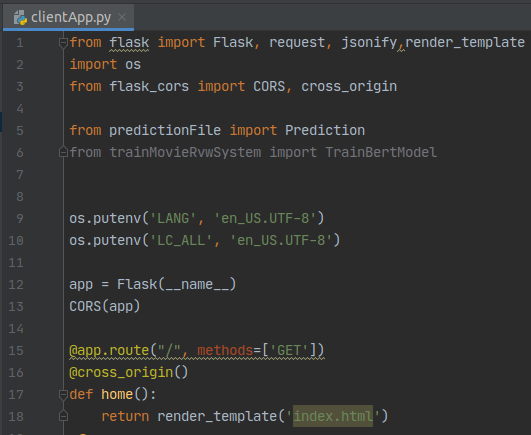 clientApp.py
1 from flask import Flask, request, jsonify,render_template
2 import os
3 from flask_cors import CORS, cross_origin
4
5 from predictionFile import Prediction
6 from trainMovieRvwSystem import TrainBertModel
7
8
9 os.putenv('LANG', 'en_US.UTF-8')
10 os.putenv('LC_ALL', 'en_US.UTF-8')
11
12 app = Flask(__name__)
13 CORS(app)
14
15 @app.route("/", methods=['GET'])
16 @cross_origin()
17 def home():
18     return render_template('index.html')